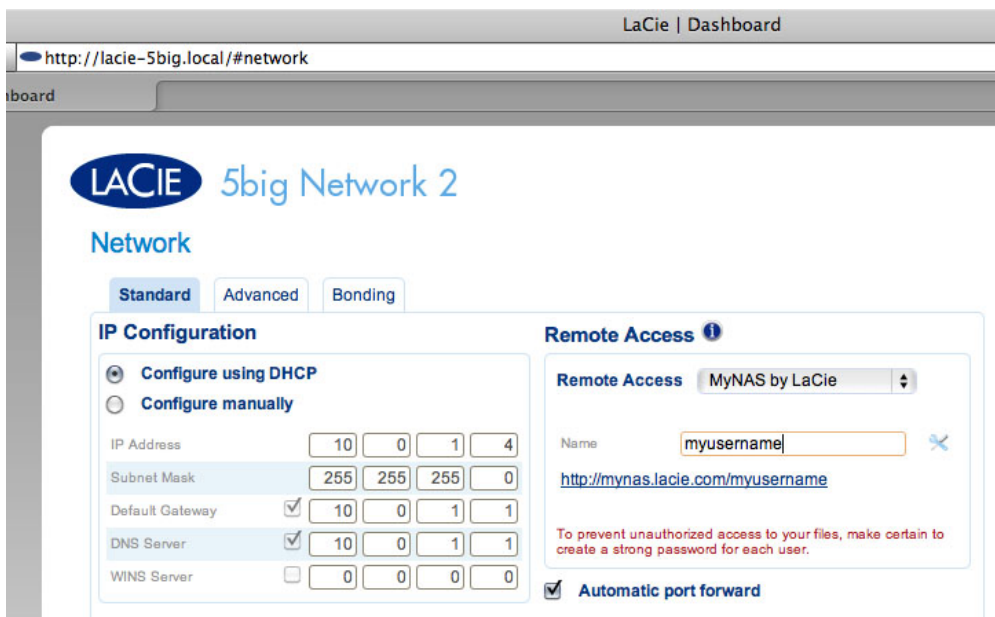 LaCie | Dashboard
http://lacie-5big.local/#network
board
LACIE 5big Network 2
Network
Standard Advanced Bonding
IP Configuration
Configure using DHCP
Configure manually
IP Address 10 0 1 4
Subnet Mask 255 255 255 0
Default Gateway 10 0 1 1
DNS Server 10 0 1 1
WINS Server 0 0 0 0
Remote Access i
Remote Access MyNAS by LaCie
Name myusername
http://mynas.lacie.com/myusername
To prevent unauthorized access to your files, make certain to
create a strong password for each user.
Automatic port forward